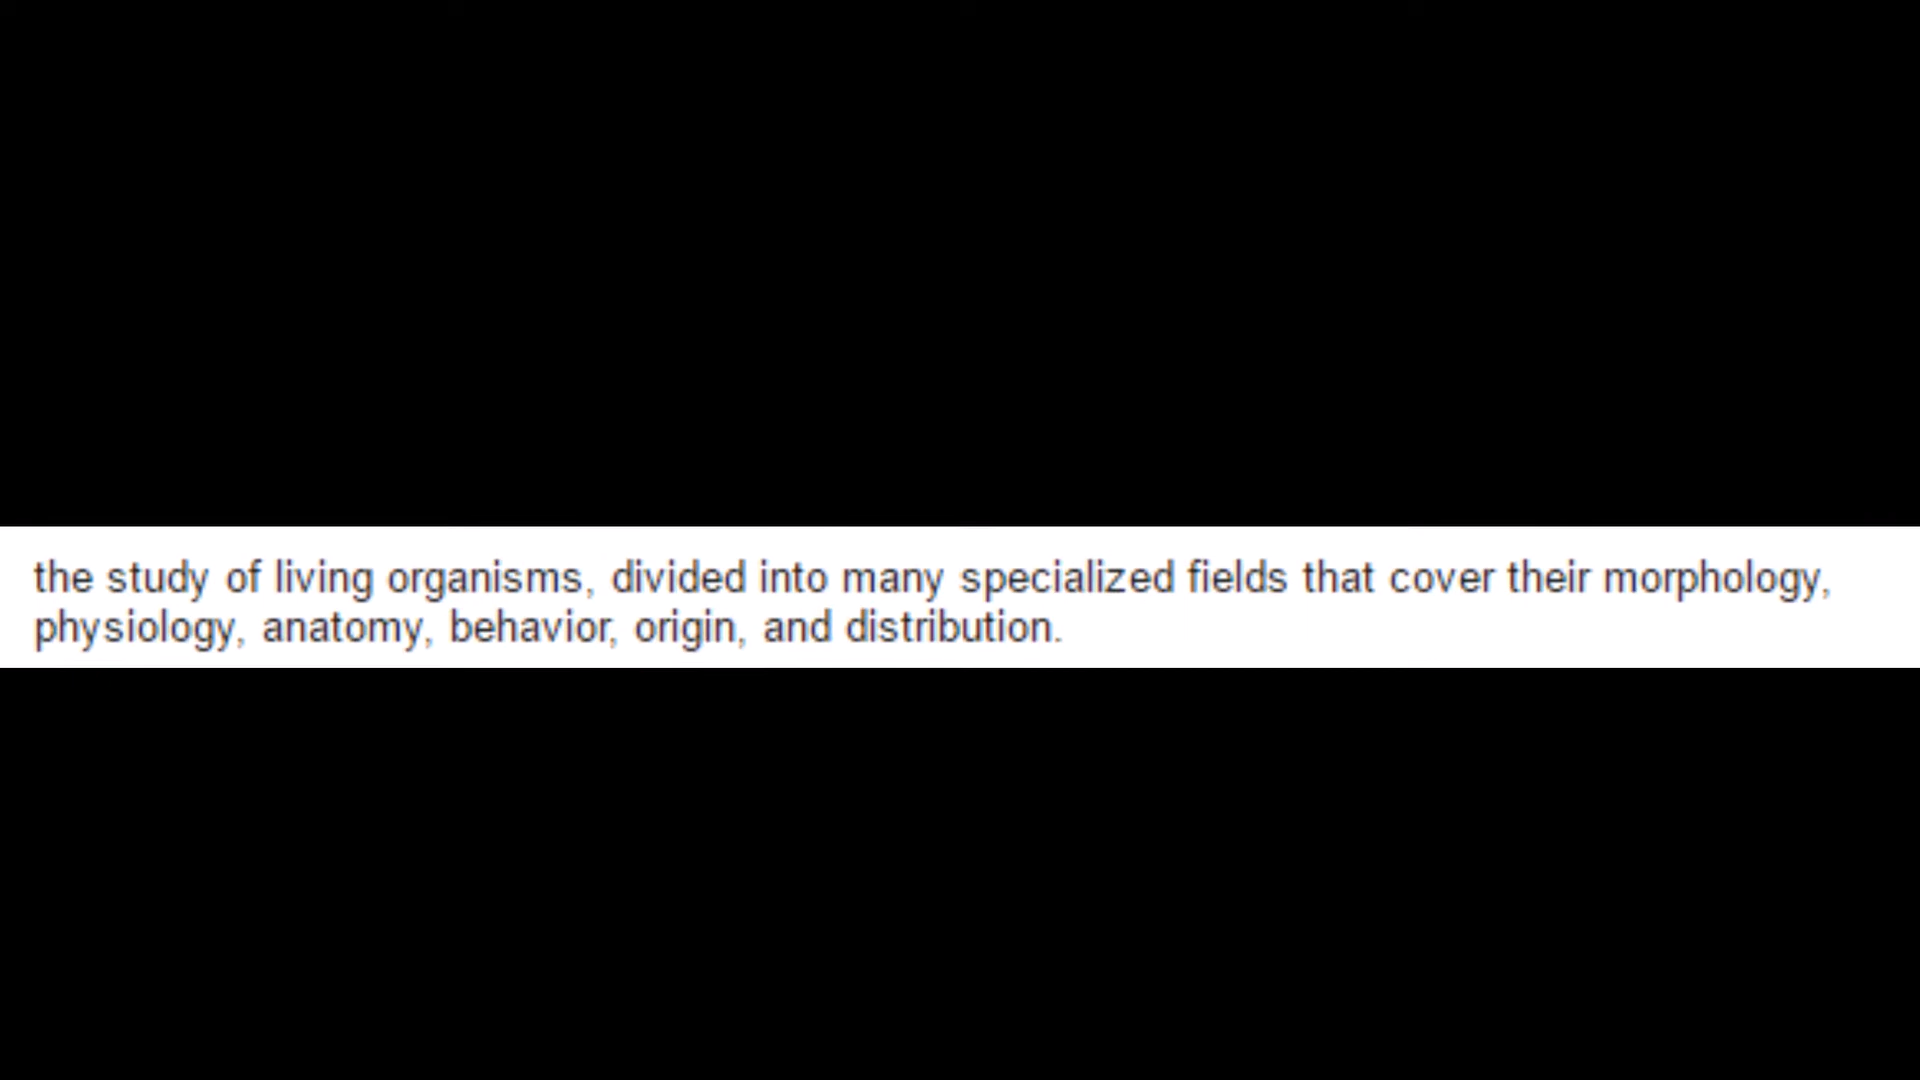 the study of living organisms, divided into many specialized fields that cover their morphology,
physiology, anatomy, behavior, origin, and distribution.